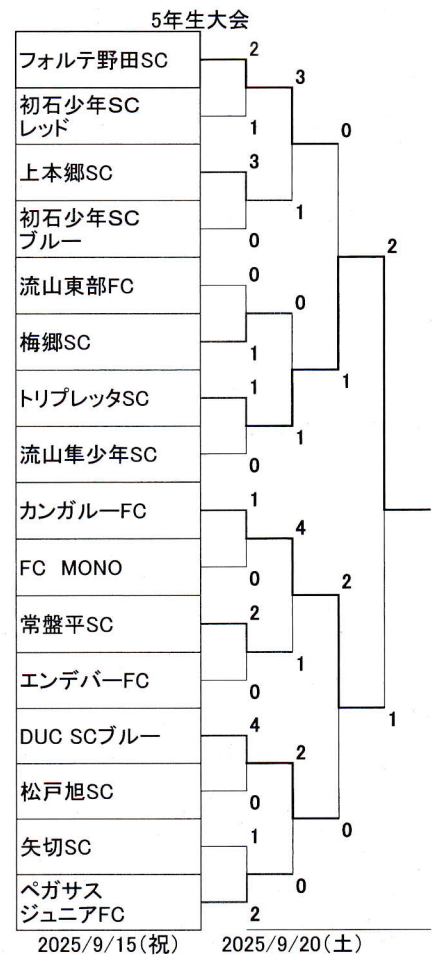 5年生大会
フォルテ野田SC
2
3
初石少年SC
レッド
1
0
上本郷SC
3
初石少年SC
ブルー
0
1
2
流山東部FC
0
0
梅郷SC
1
トリプレッタSC
1
1
1
流山隼少年SC
0
カンガルーFC
1
4
FC MONO
0
2
常盤平SC
2
1
エンデバーFC
0
1
DUC SCブルー
4
2
松戸旭SC
0
0
矢切SC
1
0
ペガサス
ジュニアFC
2
2025/9/15(祝) 2025/9/20(土)